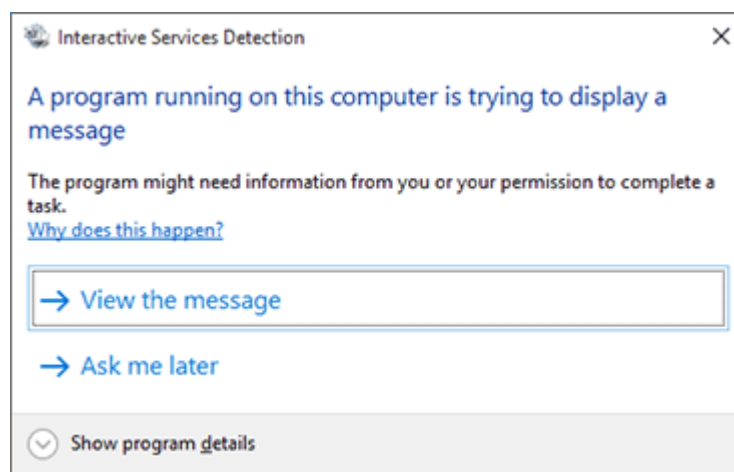 Interactive Services Detection
A program running on this computer is trying to display a
message
The program might need information from you or your permission to complete a
task.
Why does this happen?
View the message
Ask me later
Show program details